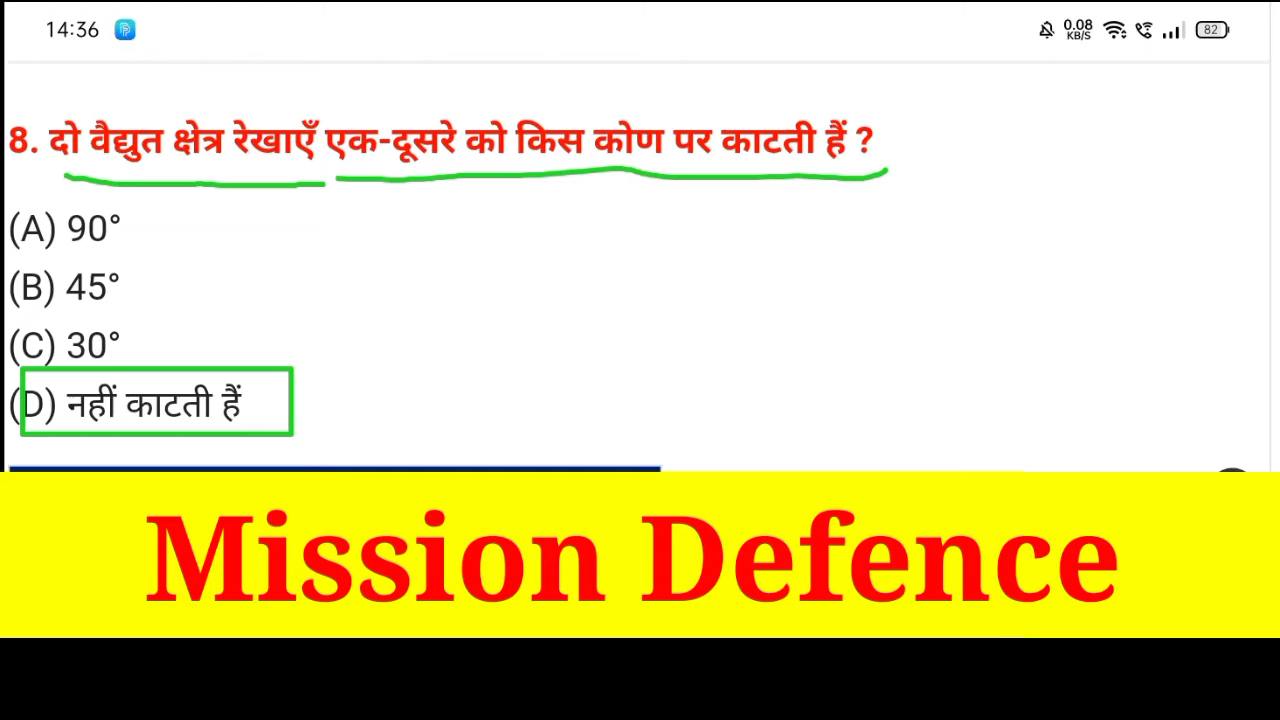 14:36 0.08 KB/S 82
8. दो वैद्युत क्षेत्र रेखाएँ एक-दूसरे को किस कोण पर काटती हैं ?
(A) 90°
(B) 45°
(C) 30°
(D) नहीं काटती हैं
Mission Defence